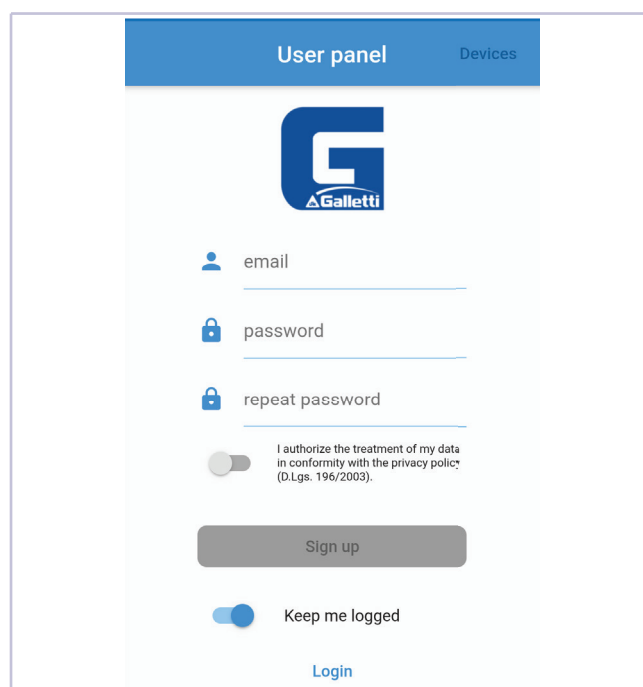 User panel
Devices
Galletti
email
password
repeat password
I authorize the treatment of my data
in conformity with the privacy policy
(D.Lgs. 196/2003).
Sign up
Keep me logged
Login